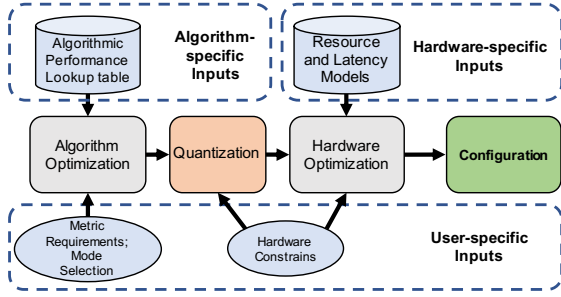 Algorithmic
Performance
Lookup table
Algorithm-
specific
Inputs
Resource
and Latency
Models
Hardware-specific
Inputs
Algorithm
Optimization
Quantization
Hardware
Optimization
Configuration
Metric
Requirements;
Mode
Selection
Hardware
Constrains
User-specific
Inputs